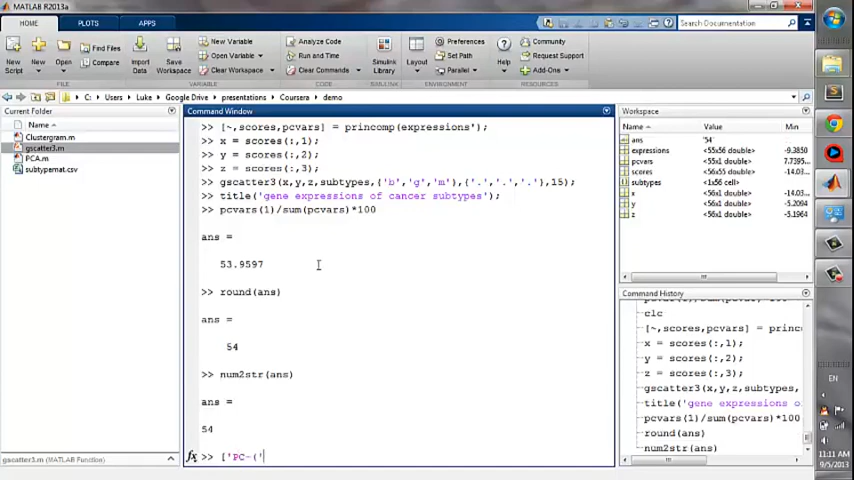 MATLAB R2013a
HOME PLOTS APPS
Search Documentation
New Script
New
Open
Find Files
Compare
Import Data
Save Workspace
New Variable
Open Variable
Clear Workspace
Analyze Code
Run and Time
Clear Commands
Simulink Library
Layout
Preferences
Set Path
Parallel
Help
Community
Request Support
Add-Ons
FILE VARIABLE CODE SIMULINK ENVIRONMENT RESOURCES
C: Users Luke Google Drive presentations Coursera demo
Current Folder
Name
Clustergram.m
gscatter3.m
PCA.m
subtypemat.csv
gscatter3.m (MATLAB Function)
Command Window
>> [~,scores,pcvars] = princomp(expressions');
>> x = scores(:,1);
>> y = scores(:,2);
>> z = scores(:,3);
>> gscatter3(x,y,z,subtypes,{'b','g','m'},{'.','.','.'},15);
>> title('gene expressions of cancer subtypes');
>> pcvars(1)/sum(pcvars)*100
ans =
53.9597
>> round(ans)
ans =
54
>> num2str(ans)
ans =
54
fx >> ['PC-('
Workspace
Name Value Min
ans '54'
expressions <55x56 double> -9.3850
pcvars <55x1 double> 7.7395
scores <56x55 double> -14.03
subtypes <1x56 cell>
x <56x1 double> -14.03
y <56x1 double> -5.2094
z <56x1 double> -5.1964
Command History
clc
[~,scores,pcvars] =
x = scores(:,1);
y = scores(:,2);
z = scores(:,3);
gscatter3(x,y,z,subtypes,
title('gene expressions o
pcvars(1)/sum(pcvars)*100
round(ans)
num2str(ans)
EN
11:11 AM
9/5/2013